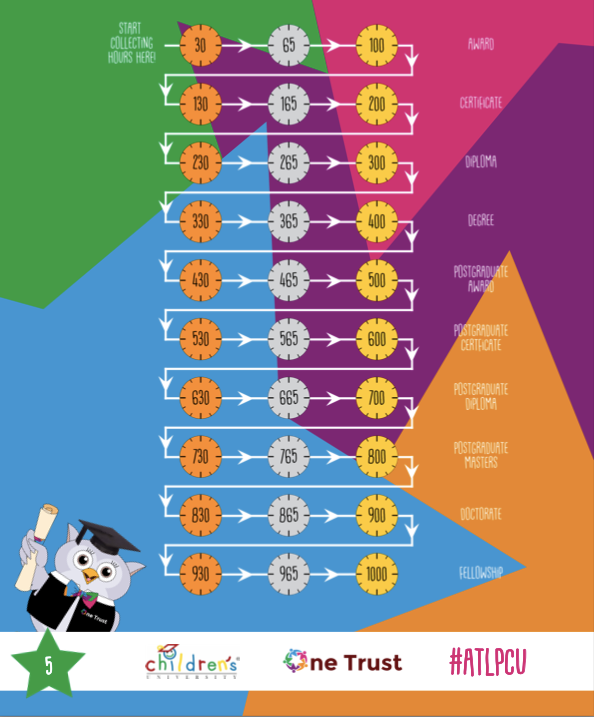 START
COLLECTING
HOURS HERE!
30 65 100 AWARD
130 165 200 CERTIFICATE
230 265 300 DIPLOMA
330 365 400 DEGREE
430 465 500 POSTGRADUATE
AWARD
530 565 600 POSTGRADUATE
CERTFICATE
630 665 700 POSTGRADUATE
DIPLOMA
730 765 800 POSTGRADUATE
MASTERS
830 865 900 DOCTORATE
930 965 1000 FELLOWSHIP
One Trust
5
children's
UNIVERSITY
One Trust
#ATLPCU